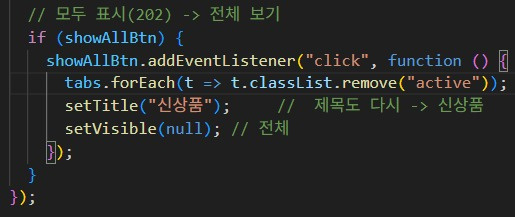 // 모두 표시(202) -> 전체 보기
if (showAllBtn) {
showAllBtn.addEventListener("click", function () {
tabs.forEach(t => t.classList.remove("active"));
setTitle("신상품");     //  제목도 다시 -> 신상품
setVisible(null); // 전체
});
}
});